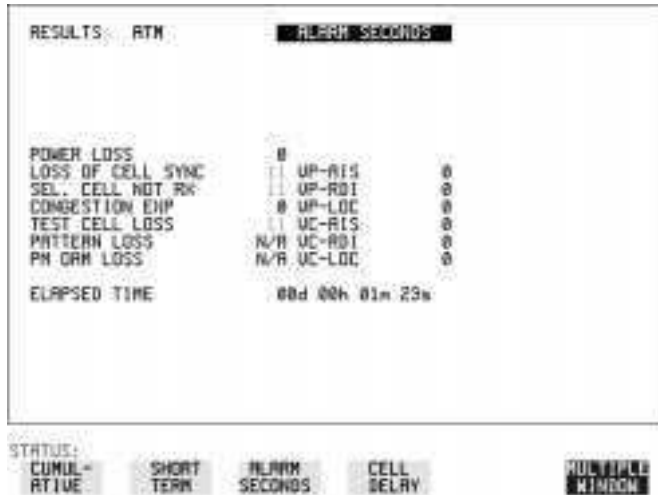 RESULTS: ATM ALARM SECONDS
POWER LOSS 0
LOSS OF CELL SYNC VP-AIS 0
SEL. CELL NOT RX VP-RDI 0
CONGESTION EXP 0 VP-LOC 0
TEST CELL LOSS VC-AIS 0
PATTERN LOSS N/A VC-RDI 0
PM OAM LOSS N/A VC-LOC 0
ELAPSED TIME 00d 00h 01m 23s
STATUS:
CUMUL-ATIVE SHORT TERM ALARM SECONDS CELL DELAY MULTIPLE WINDOW